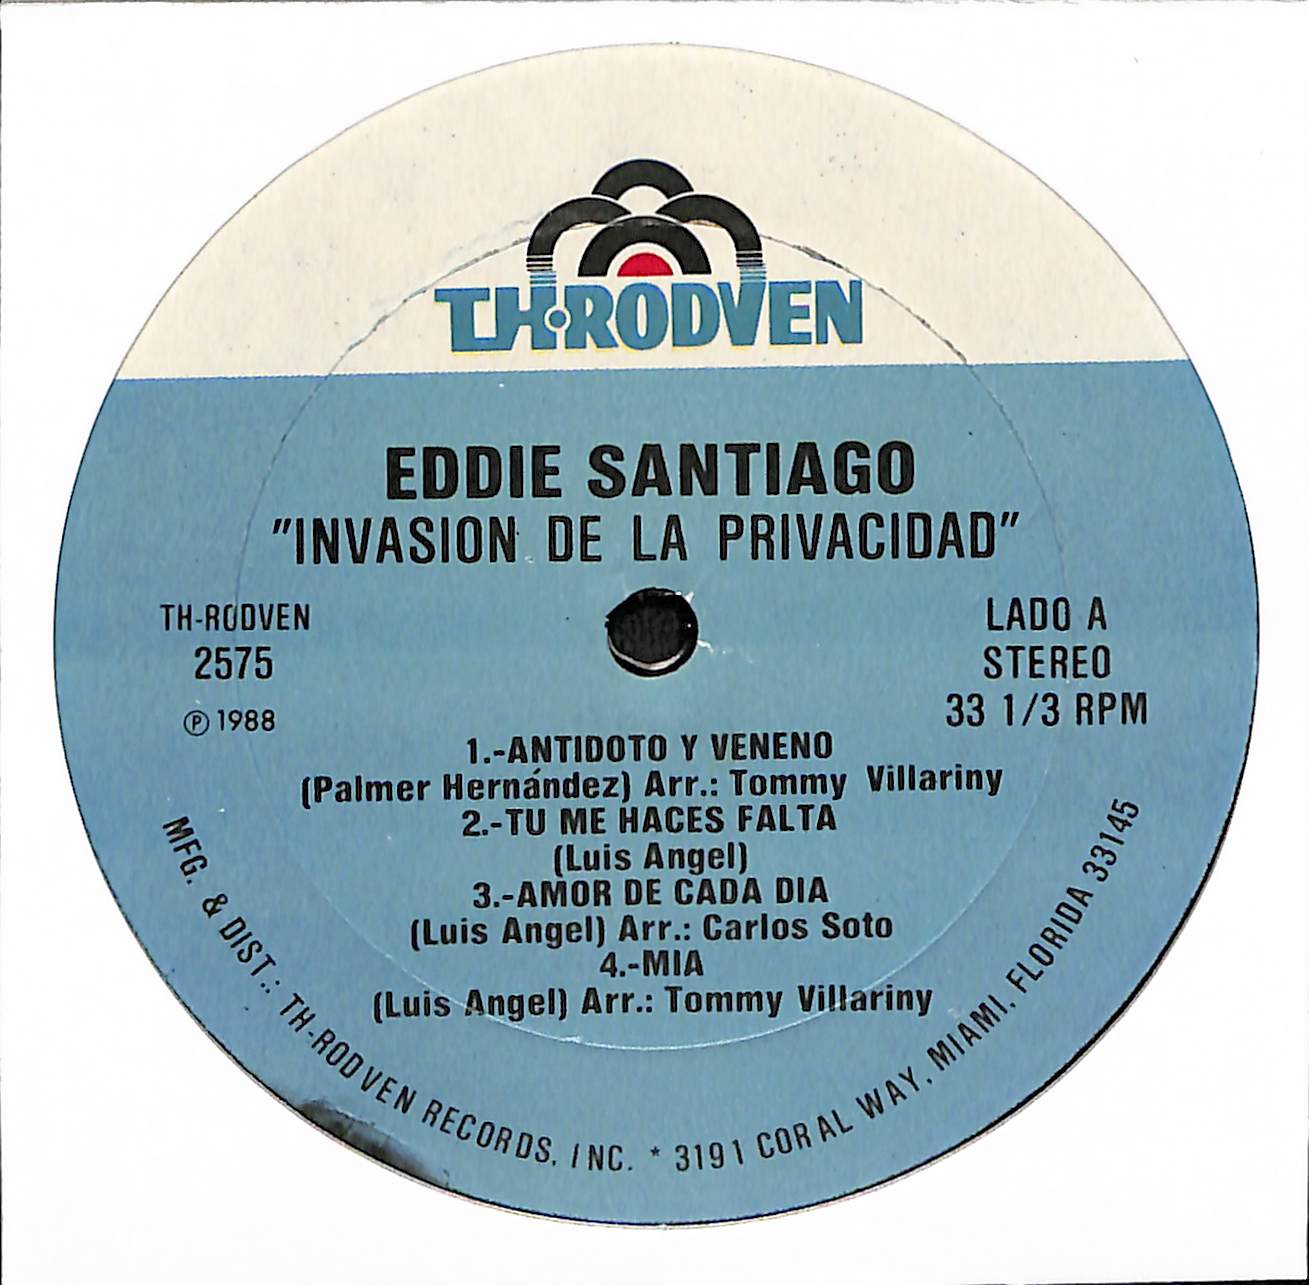 TH·RODVEN
EDDIE SANTIAGO
"INVASION DE LA PRIVACIDAD"
TH-RODVEN
2575
℗ 1988
LADO A
STEREO
33 1/3 RPM
1.-ANTIDOTO Y VENENO
(Palmer Hernández) Arr.: Tommy Villariny
2.-TU ME HACES FALTA
(Luis Angel)
3.-AMOR DE CADA DIA
(Luis Angel) Arr.: Carlos Soto
4.-MIA
(Luis Angel) Arr.: Tommy Villariny
MFG. & DIST.: TH-RODVEN RECORDS, INC. * 3191 CORAL WAY, MIAMI, FLORIDA 33145